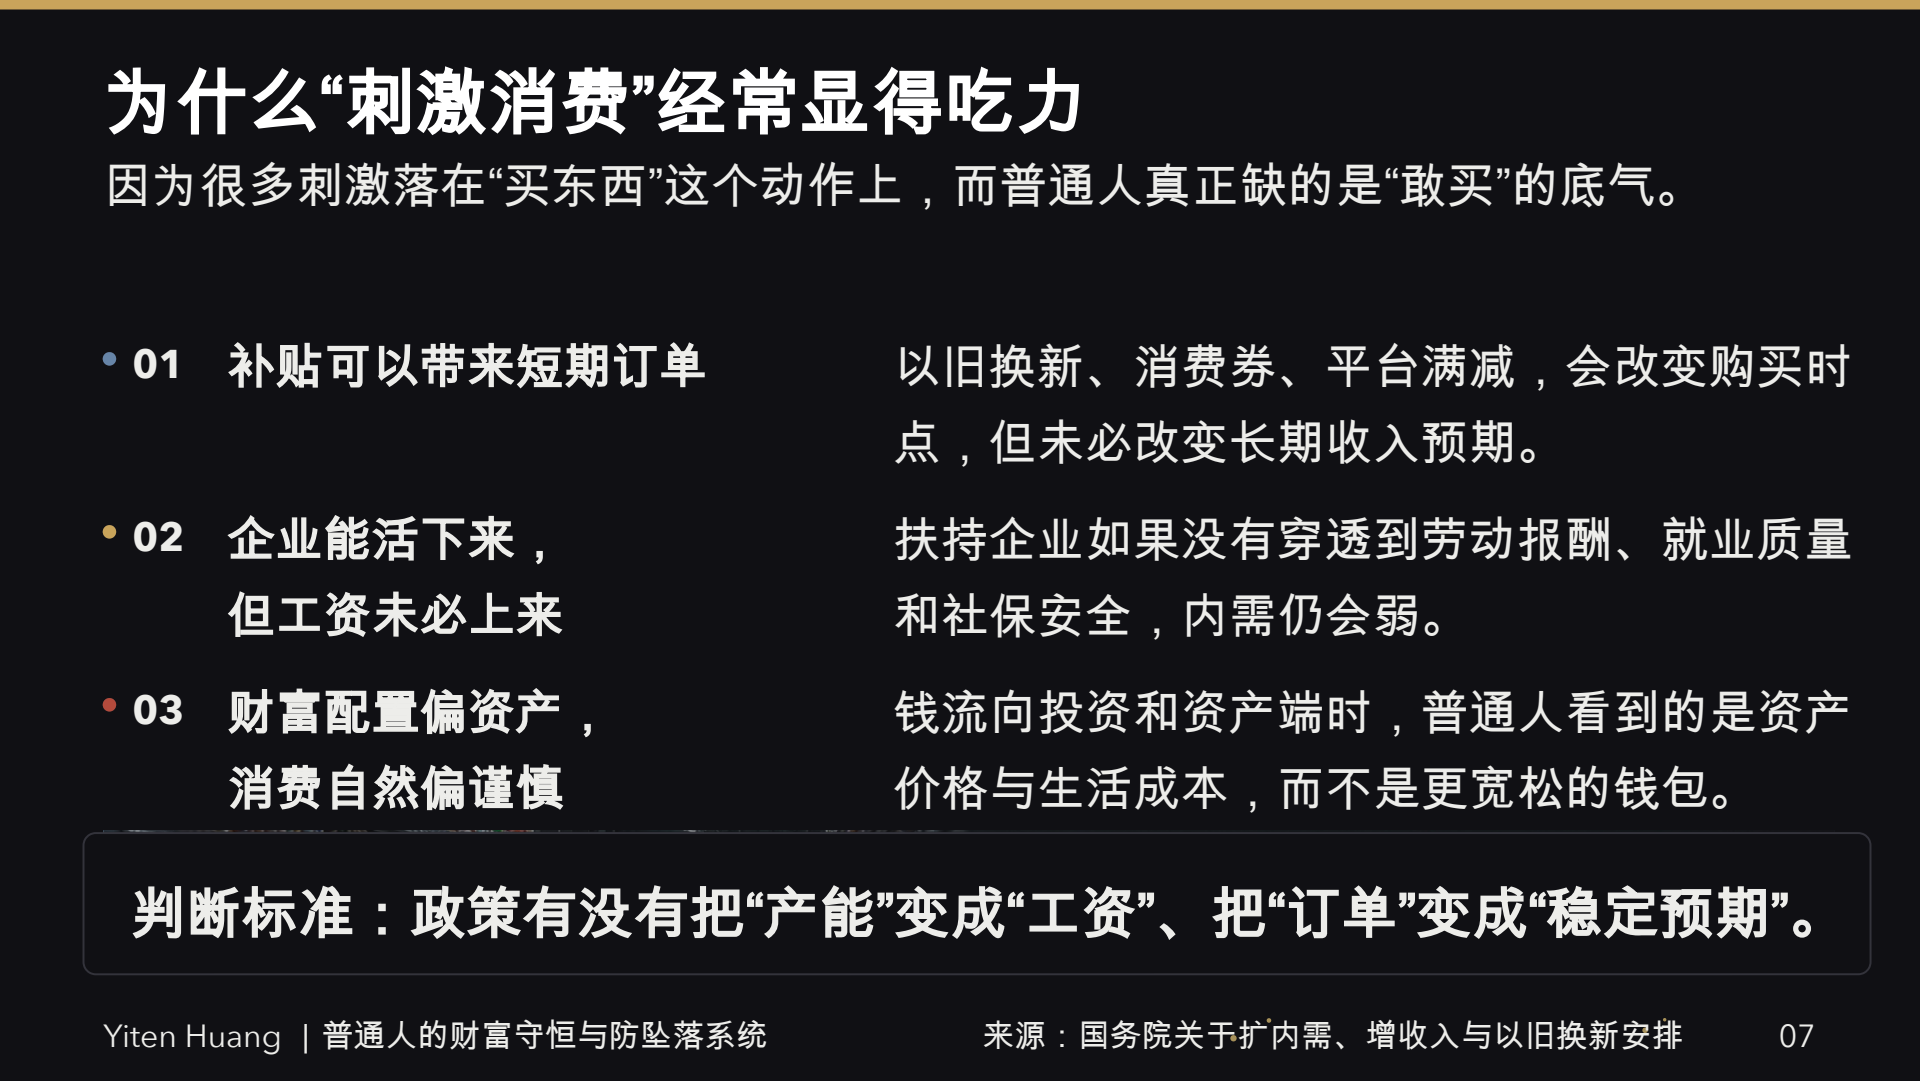 为什么“刺激消费”经常显得吃力
因为很多刺激落在“买东西”这个动作上，而普通人真正缺的是“敢买”的底气。
01 补贴可以带来短期订单
以旧换新、消费券、平台满减，会改变购买时
点，但未必改变长期收入预期。
02 企业能活下来，
但工资未必上来
扶持企业如果没有穿透到劳动报酬、就业质量
和社保安全，内需仍会弱。
03 财富配置偏资产，
消费自然偏谨慎
钱流向投资和资产端时，普通人看到的是资产
价格与生活成本，而不是更宽松的钱包。
判断标准：政策有没有把“产能”变成“工资”、把“订单”变成“稳定预期”。
Yiten Huang | 普通人的财富守恒与防坠落系统
来源：国务院关于扩内需、增收入与以旧换新安排
07